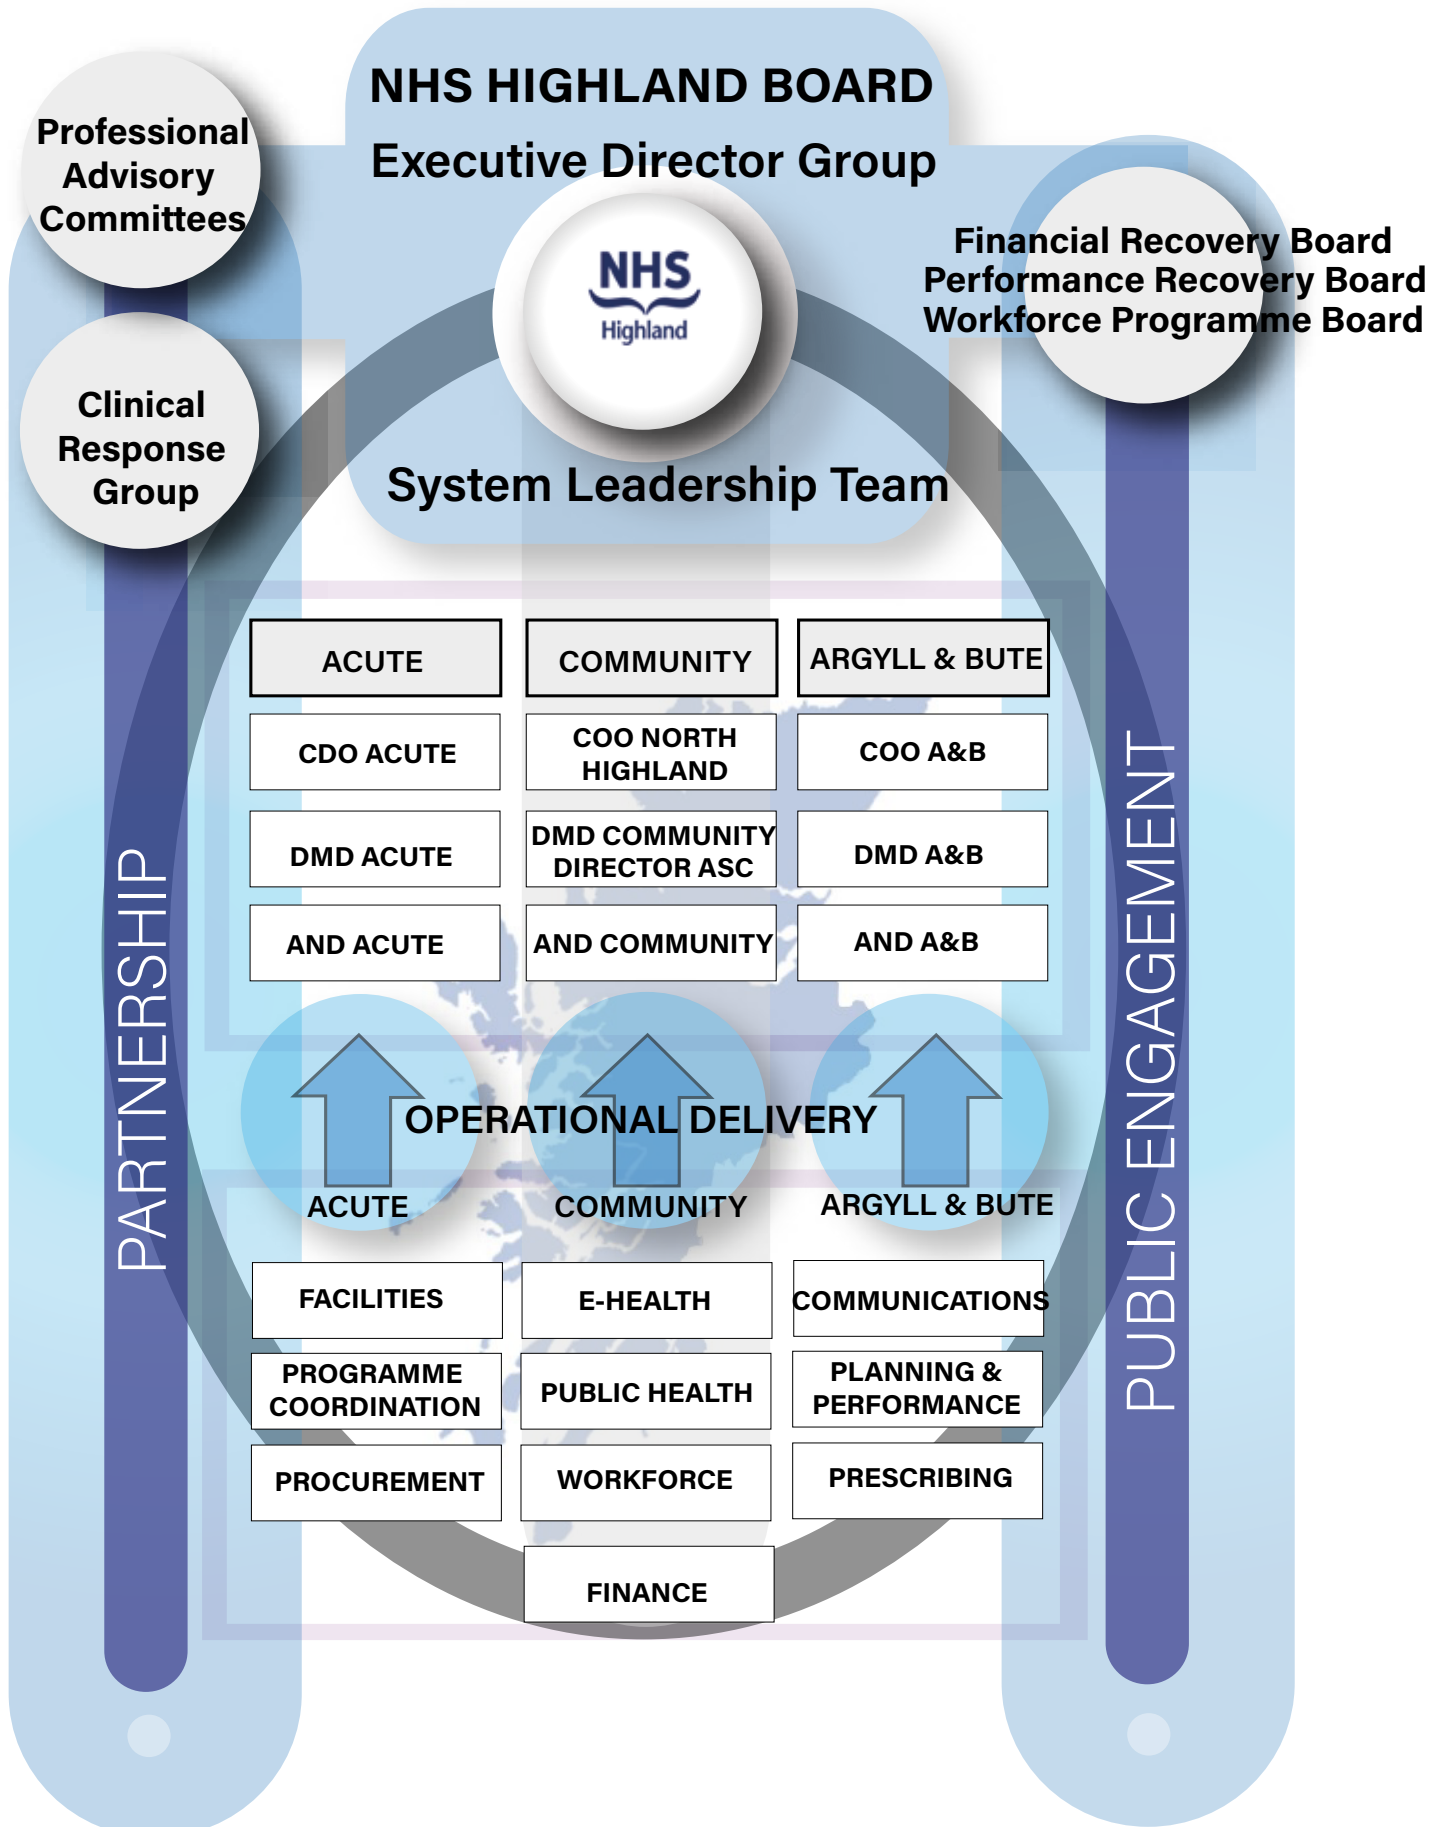 NHS HIGHLAND BOARD
Executive Director Group
Professional
Advisory
Committees
Clinical
Response
Group
NHS
Highland
Financial Recovery Board
Performance Recovery Board
Workforce Programme Board
System Leadership Team
ACUTE
COMMUNITY
ARGYLL & BUTE
CDO ACUTE
COO NORTH
HIGHLAND
COO A&B
DMD ACUTE
DMD COMMUNITY
DIRECTOR ASC
DMD A&B
AND ACUTE
AND COMMUNITY
AND A&B
PARTNERSHIP
PUBLIC ENGAGEMENT
OPERATIONAL DELIVERY
ACUTE
COMMUNITY
ARGYLL & BUTE
FACILITIES
E-HEALTH
COMMUNICATIONS
PROGRAMME
COORDINATION
PUBLIC HEALTH
PLANNING &
PERFORMANCE
PROCUREMENT
WORKFORCE
PRESCRIBING
FINANCE